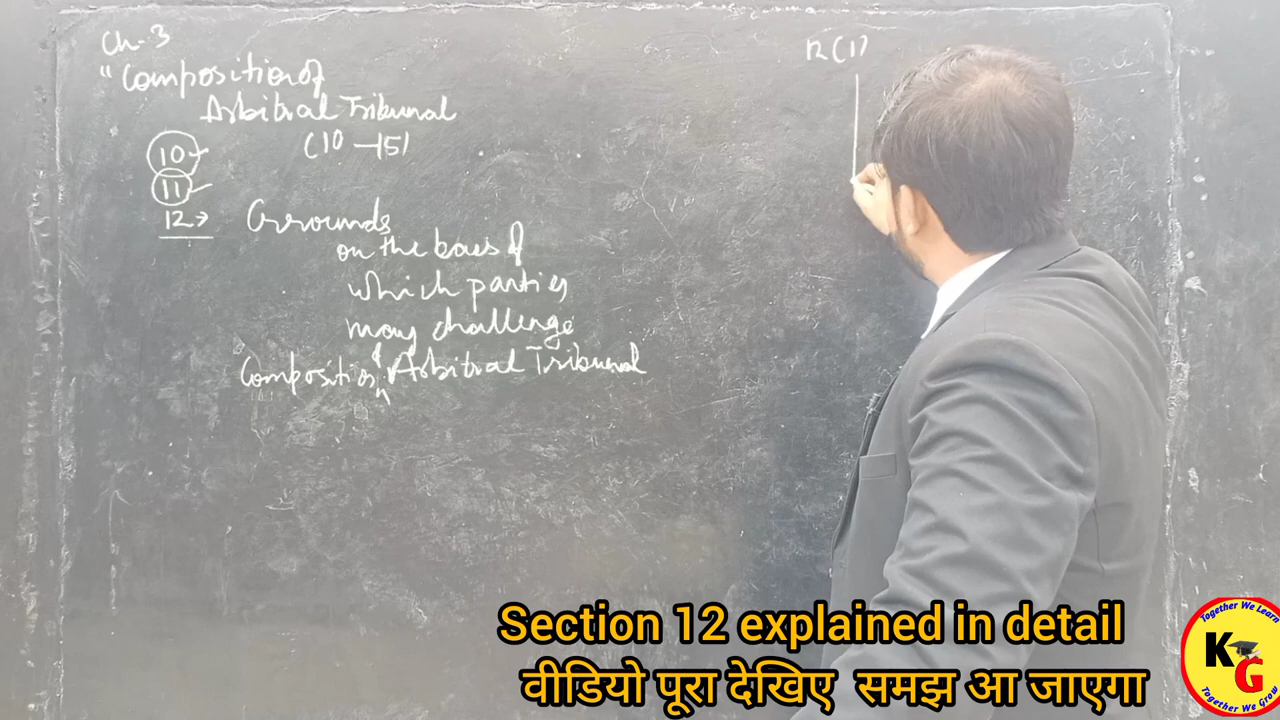 Ch-3
"Composition of
Arbitral Tribunal
(10-15)
10
11
12→ Grounds
on the baes of
which parties
may challenge
Composition of Arbitral Tribunal
12(1)
Section 12 explained in detail
वीडियो पूरा देखिए समझ आ जाएगा
Together We Learn
KG
Together We Grow